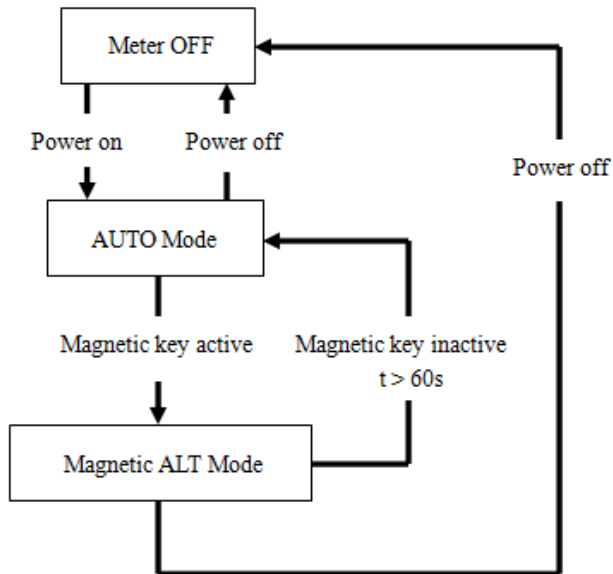 Meter OFF
Power on
Power off
Power off
AUTO Mode
Magnetic key active
Magnetic key inactive
t > 60s
Magnetic ALT Mode